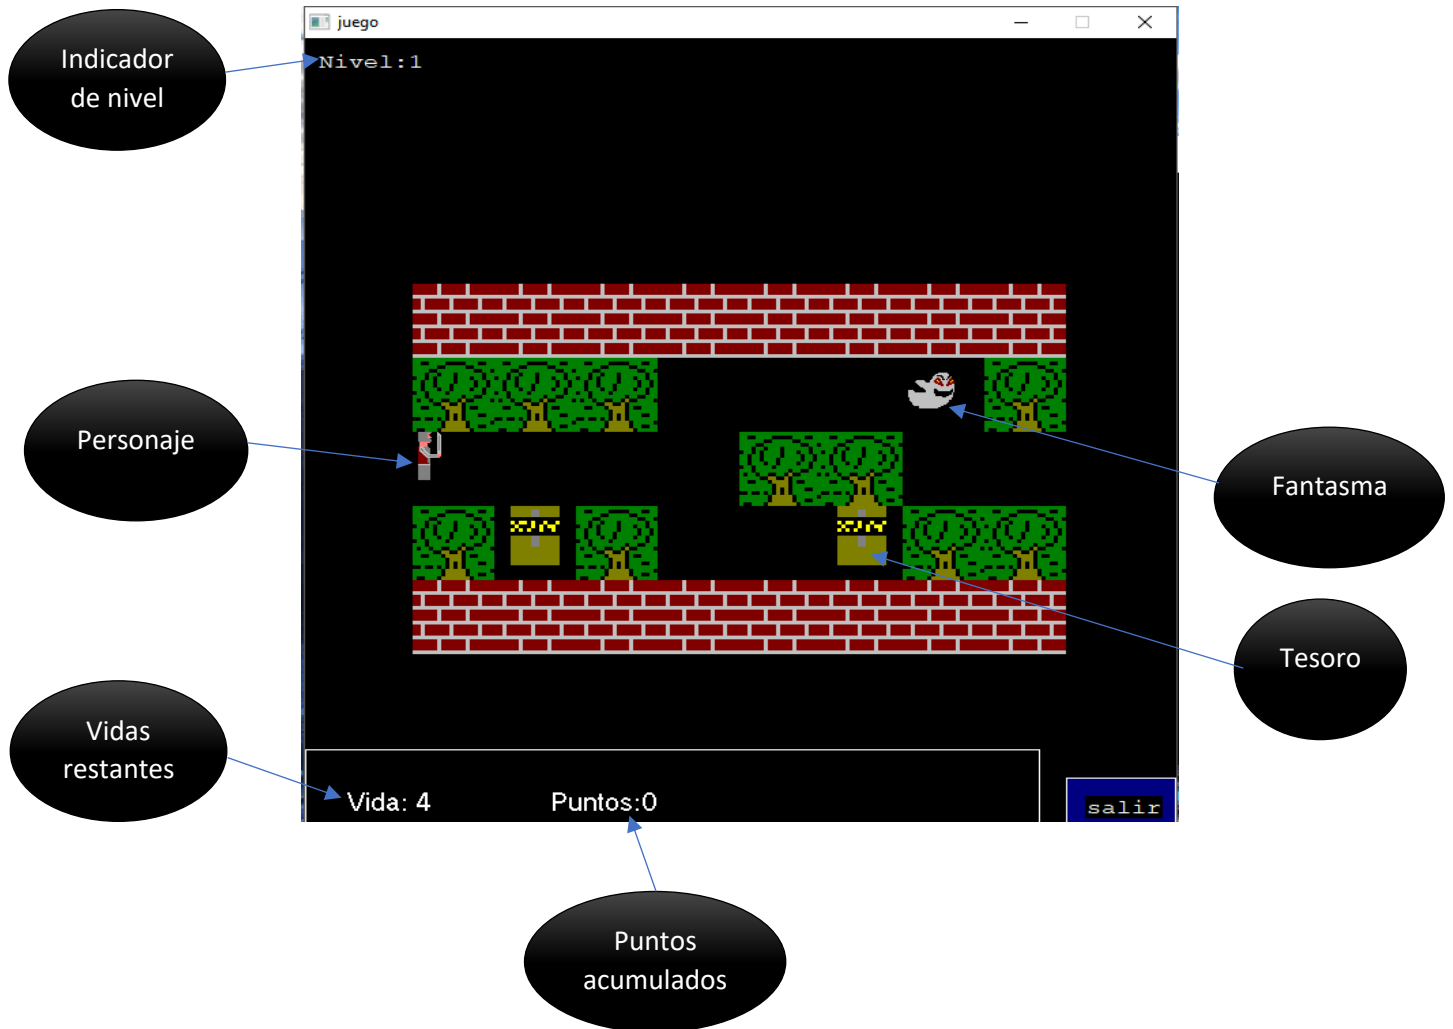 juego
Indicador
de nivel
Nivel:1
Personaje
Fantasma
Tesoro
Vidas
restantes
Vida: 4
Puntos:0
salir
Puntos
acumulados